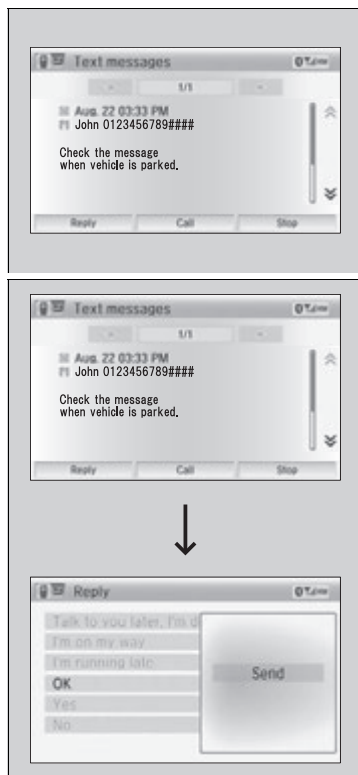 Text messages
1/1
Aug. 22 03:33 PM
John 0123456789####
Check the message
when vehicle is parked.
Reply Call Stop
Text messages
1/1
Aug. 22 03:33 PM
John 0123456789####
Check the message
when vehicle is parked.
Reply Call Stop
Reply
Talk to you later, I'm d
I'm on my way
I'm running late
OK
Yes
No
Send